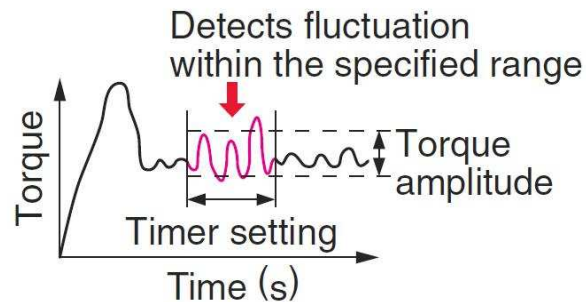 Detects fluctuation
within the specified range
Torque
Torque
amplitude
Timer setting
Time (s)